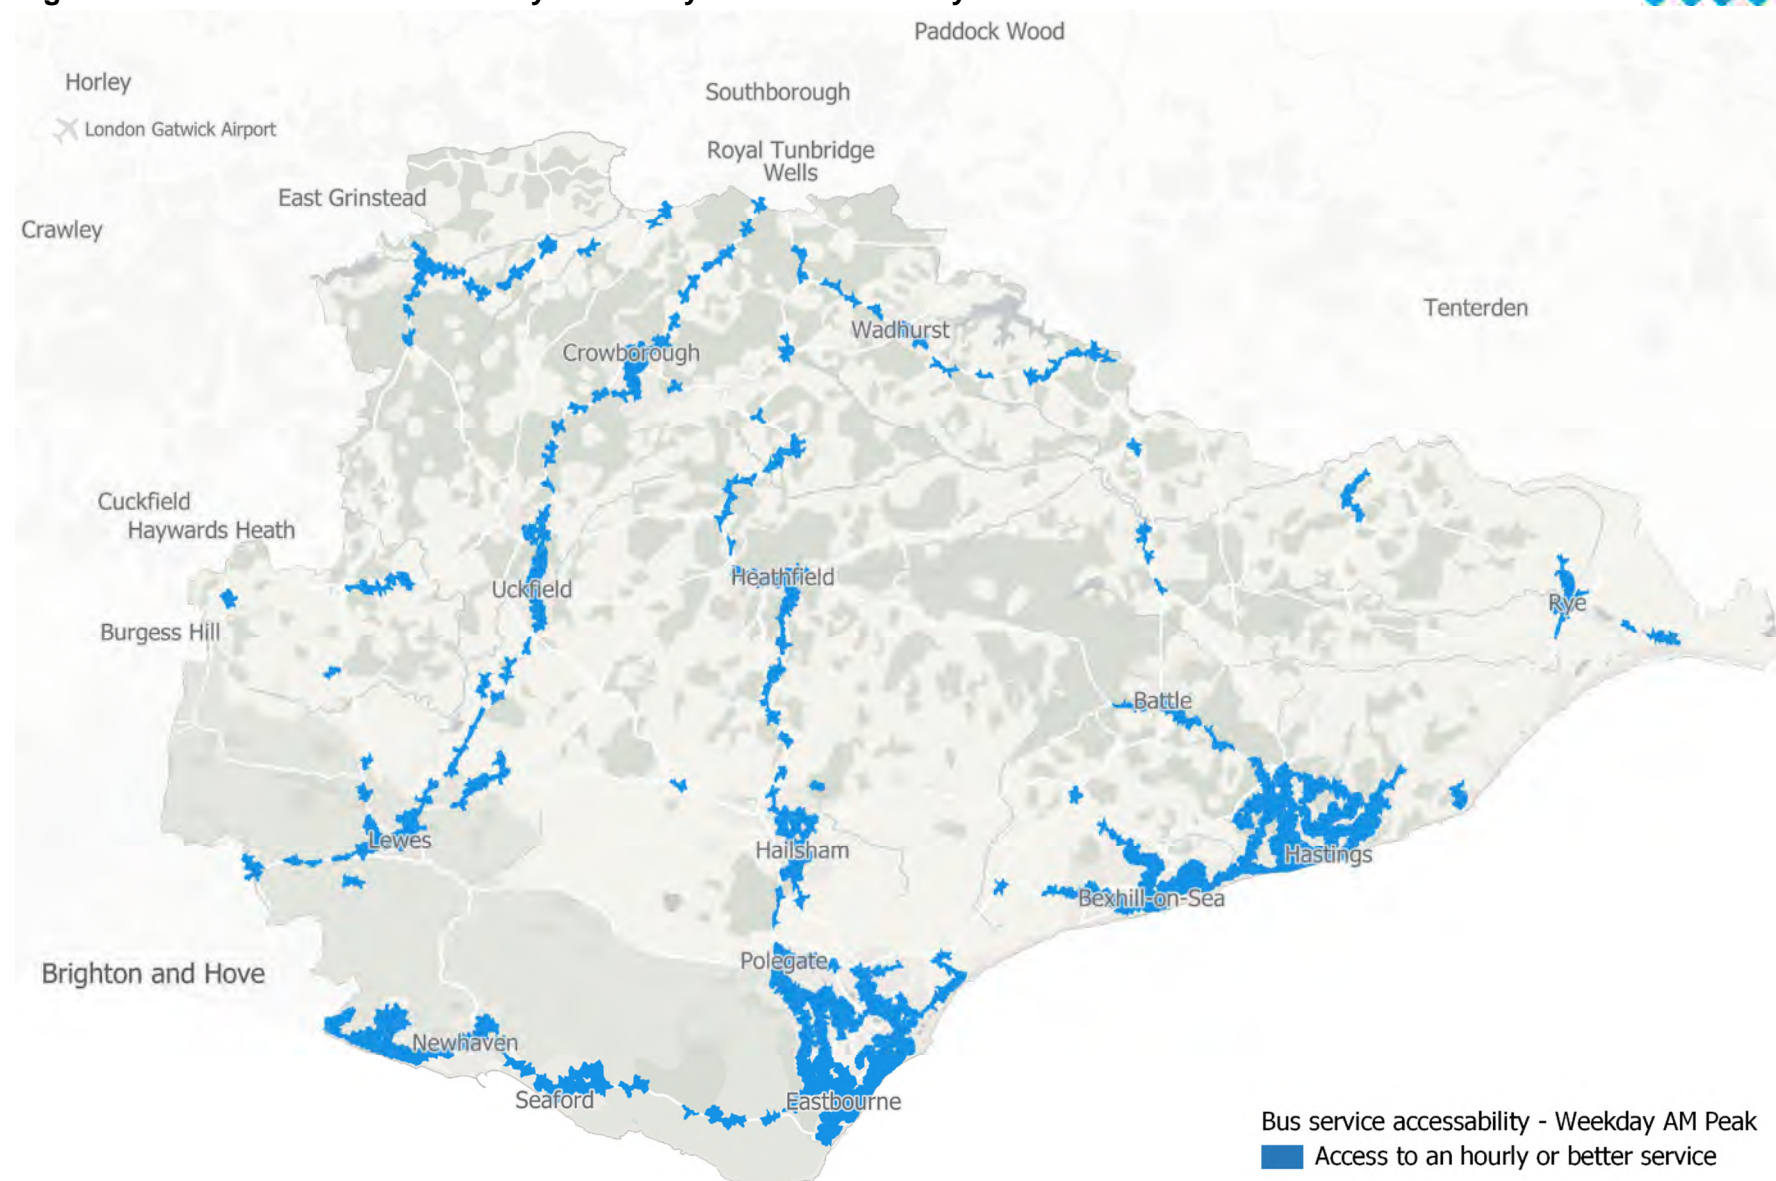 Paddock Wood
Horley
Southborough
London Gatwick Airport
Royal Tunbridge
Wells
East Grinstead
Crawley
Tenterden
Wadhurst
Crowborough
Cuckfield
Haywards Heath
Heathfield
Uckfield
Rye
Burgess Hill
Battle
Lewes
Hailsham
Hastings
Bexhill-on-Sea
Polegate
Brighton and Hove
Newhaven
Seaford
Eastbourne
Bus service accessability - Weekday AM Peak
Access to an hourly or better service